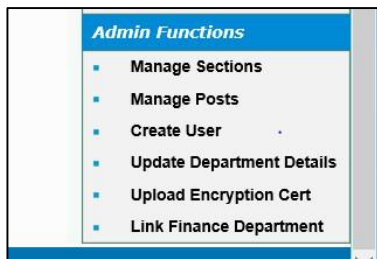 Admin Functions
Manage Sections
Manage Posts
Create User
Update Department Details
Upload Encryption Cert
Link Finance Department